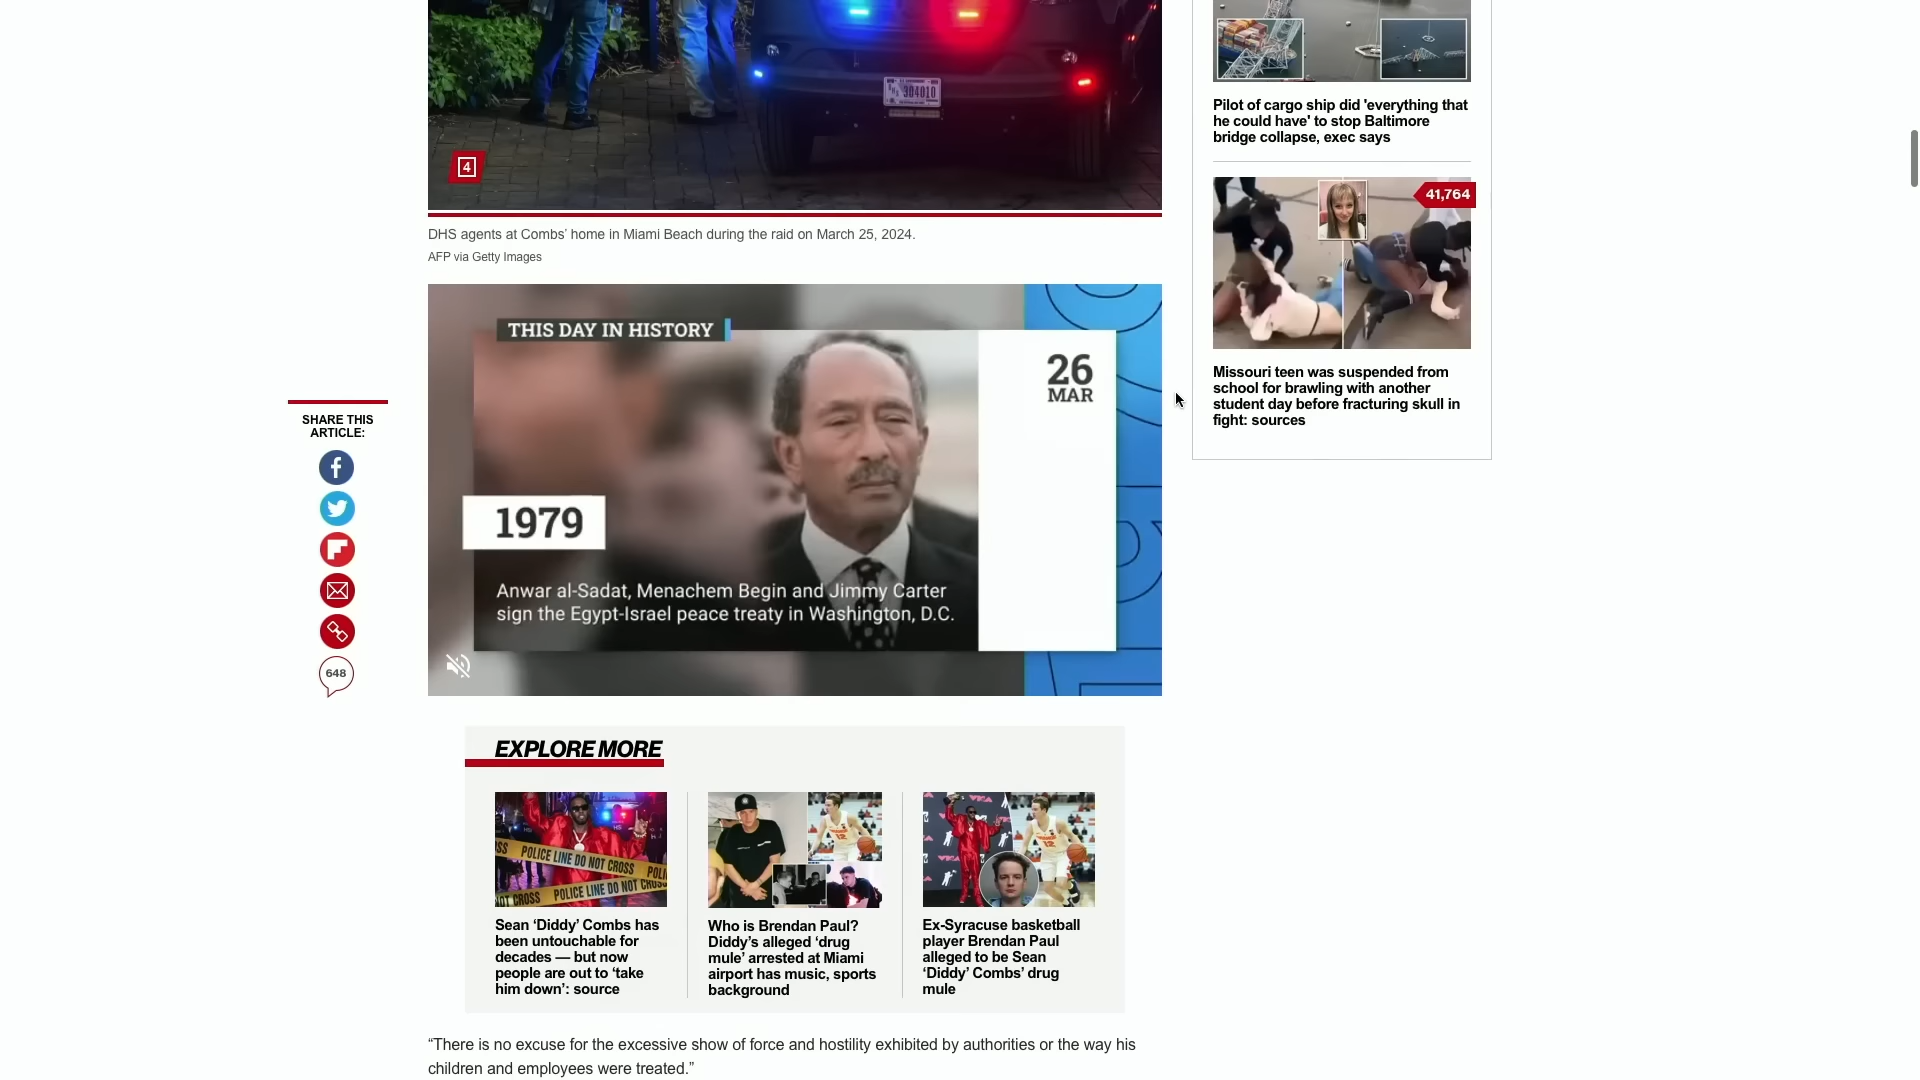 4
DHS agents at Combs’ home in Miami Beach during the raid on March 25, 2024.
AFP via Getty Images
SHARE THIS
ARTICLE:
648
THIS DAY IN HISTORY
26
MAR
1979
Anwar al-Sadat, Menachem Begin and Jimmy Carter
sign the Egypt-Israel peace treaty in Washington, D.C.
EXPLORE MORE
POLICE LINE DO NOT CROSS
POLICE LINE DO NOT CROSS
Sean ‘Diddy’ Combs has
been untouchable for
decades — but now
people are out to ‘take
him down’: source
12
Who is Brendan Paul?
Diddy’s alleged ‘drug
mule’ arrested at Miami
airport has music, sports
background
12
Ex-Syracuse basketball
player Brendan Paul
alleged to be Sean
‘Diddy’ Combs’ drug
mule
“There is no excuse for the excessive show of force and hostility exhibited by authorities or the way his
children and employees were treated.”
Pilot of cargo ship did 'everything that
he could have' to stop Baltimore
bridge collapse, exec says
41,764
Missouri teen was suspended from
school for brawling with another
student day before fracturing skull in
fight: sources